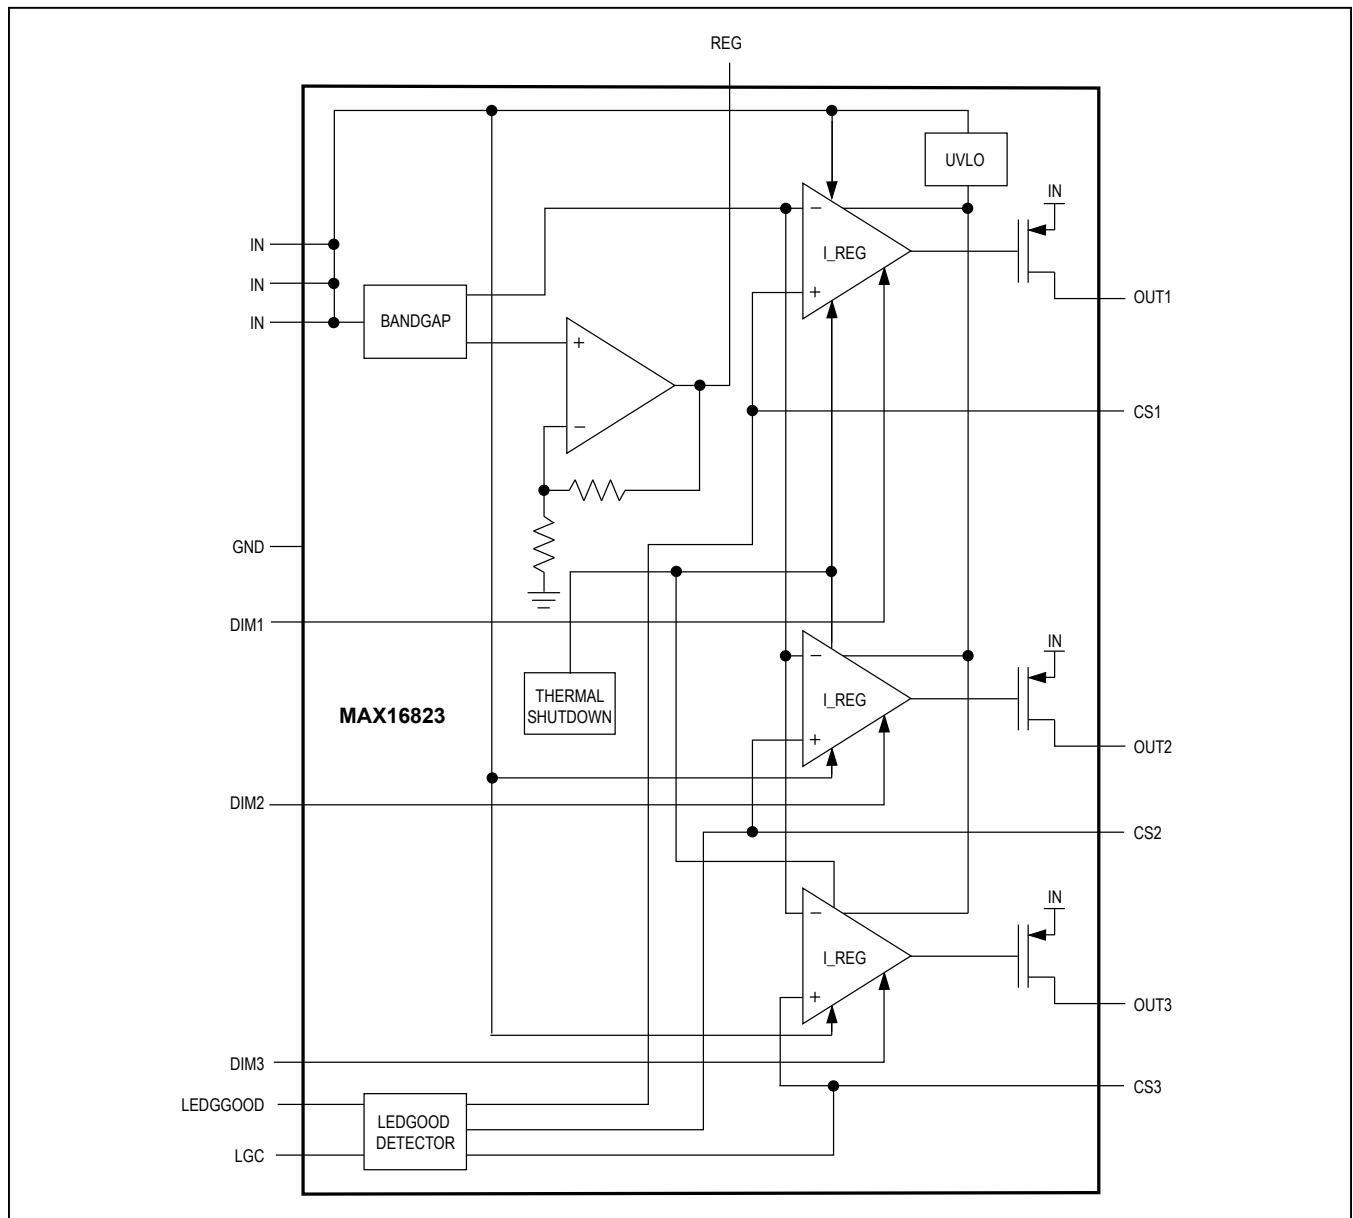 REG
UVLO
IN
−
I_REG
+
OUT1
IN
IN
IN
BANDGAP
+
−
CS1
GND
DIM1
IN
−
I_REG
+
OUT2
THERMAL
SHUTDOWN
MAX16823
DIM2
CS2
IN
−
I_REG
+
OUT3
DIM3
CS3
LEDGGOOD
LEDGOOD
DETECTOR
LGC